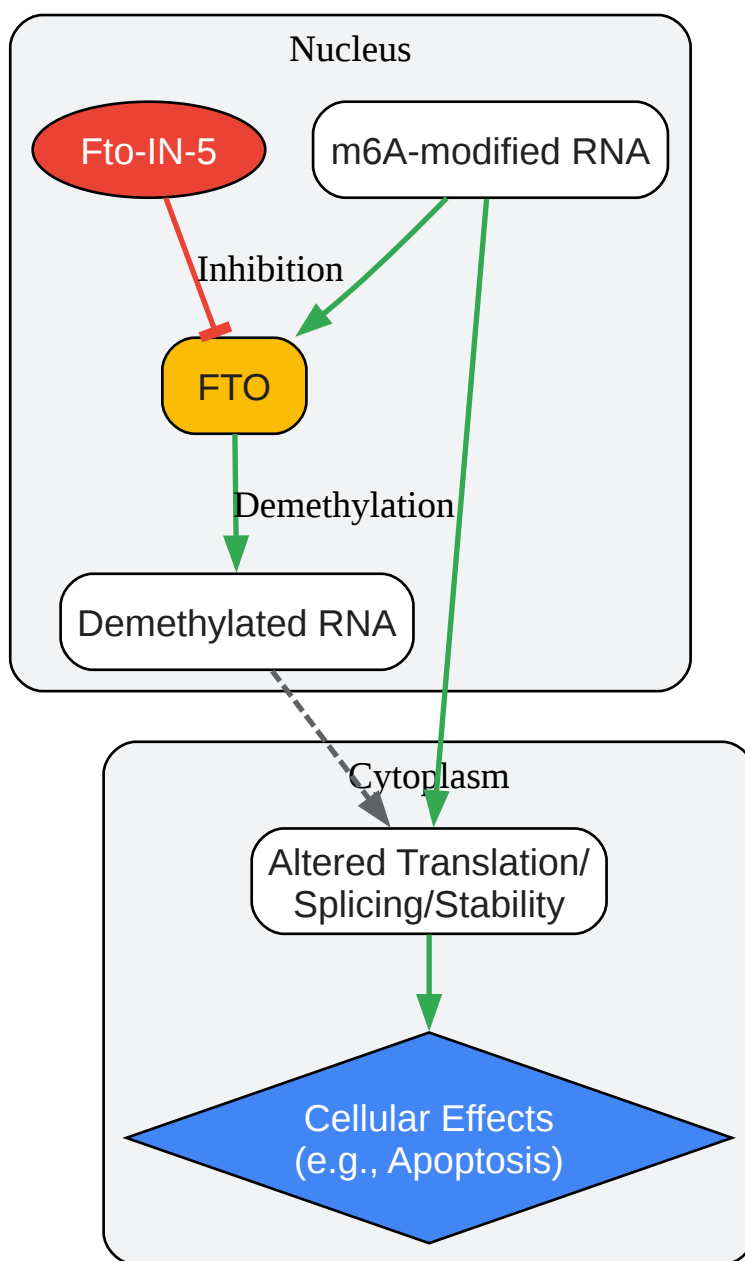 Nucleus
Fto-IN-5
m6A-modified RNA
Inhibition
FTO
Demethylation
Demethylated RNA
Cytoplasm
Altered Translation/
Splicing/Stability
Cellular Effects
(e.g., Apoptosis)